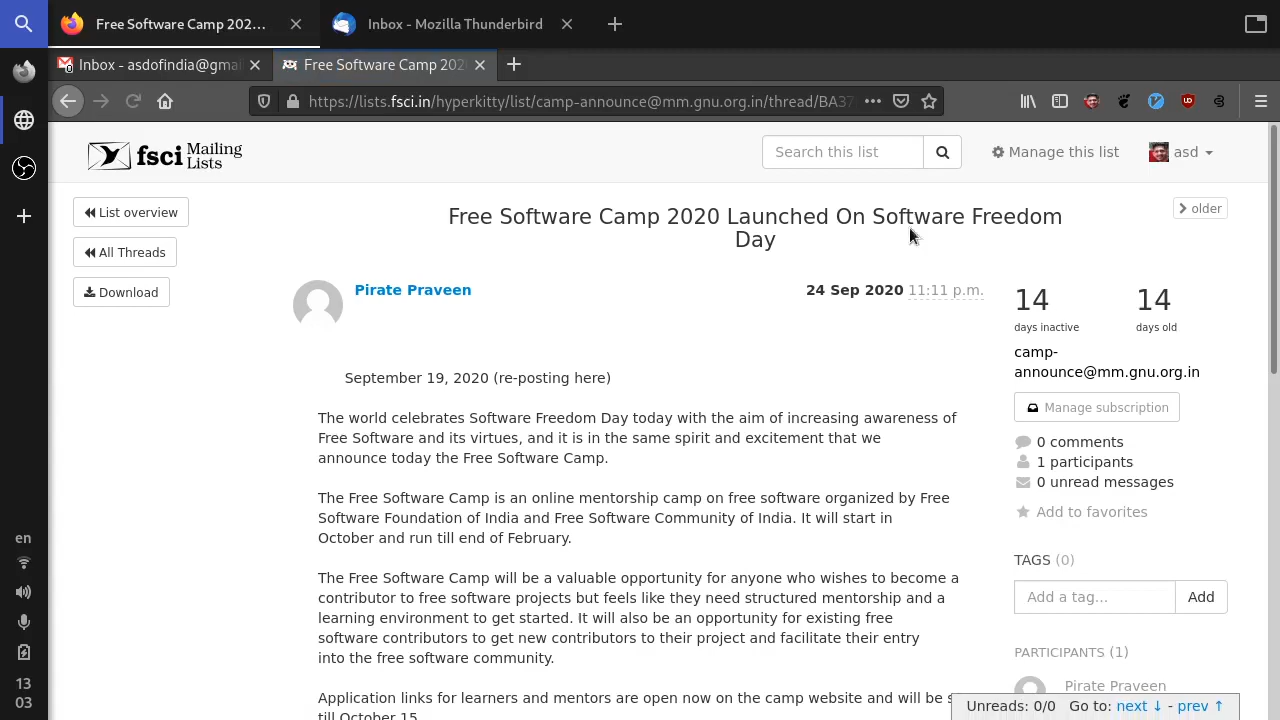 Free Software Camp 202...
Inbox - Mozilla Thunderbird
Inbox - asdofindia@gmai
Free Software Camp 202
https://lists.fsci.in/hyperkitty/list/camp-announce@mm.gnu.org.in/thread/BA37
fsci Mailing Lists
Search this list
Manage this list
asd
List overview
All Threads
Download
Free Software Camp 2020 Launched On Software Freedom
Day
older
Pirate Praveen
24 Sep 2020 11:11 p.m.
September 19, 2020 (re-posting here)
The world celebrates Software Freedom Day today with the aim of increasing awareness of
Free Software and its virtues, and it is in the same spirit and excitement that we
announce today the Free Software Camp.
The Free Software Camp is an online mentorship camp on free software organized by Free
Software Foundation of India and Free Software Community of India. It will start in
October and run till end of February.
The Free Software Camp will be a valuable opportunity for anyone who wishes to become a
contributor to free software projects but feels like they need structured mentorship and a
learning environment to get started. It will also be an opportunity for existing free
software contributors to get new contributors to their project and facilitate their entry
into the free software community.
Application links for learners and mentors are open now on the camp website and will be s
till October 15
14 14
days inactive days old
camp-
announce@mm.gnu.org.in
Manage subscription
0 comments
1 participants
0 unread messages
Add to favorites
TAGS (0)
Add a tag... Add
PARTICIPANTS (1)
Pirate Praveen
Unreads: 0/0 Go to: next ↓ - prev ↑
en
13
03